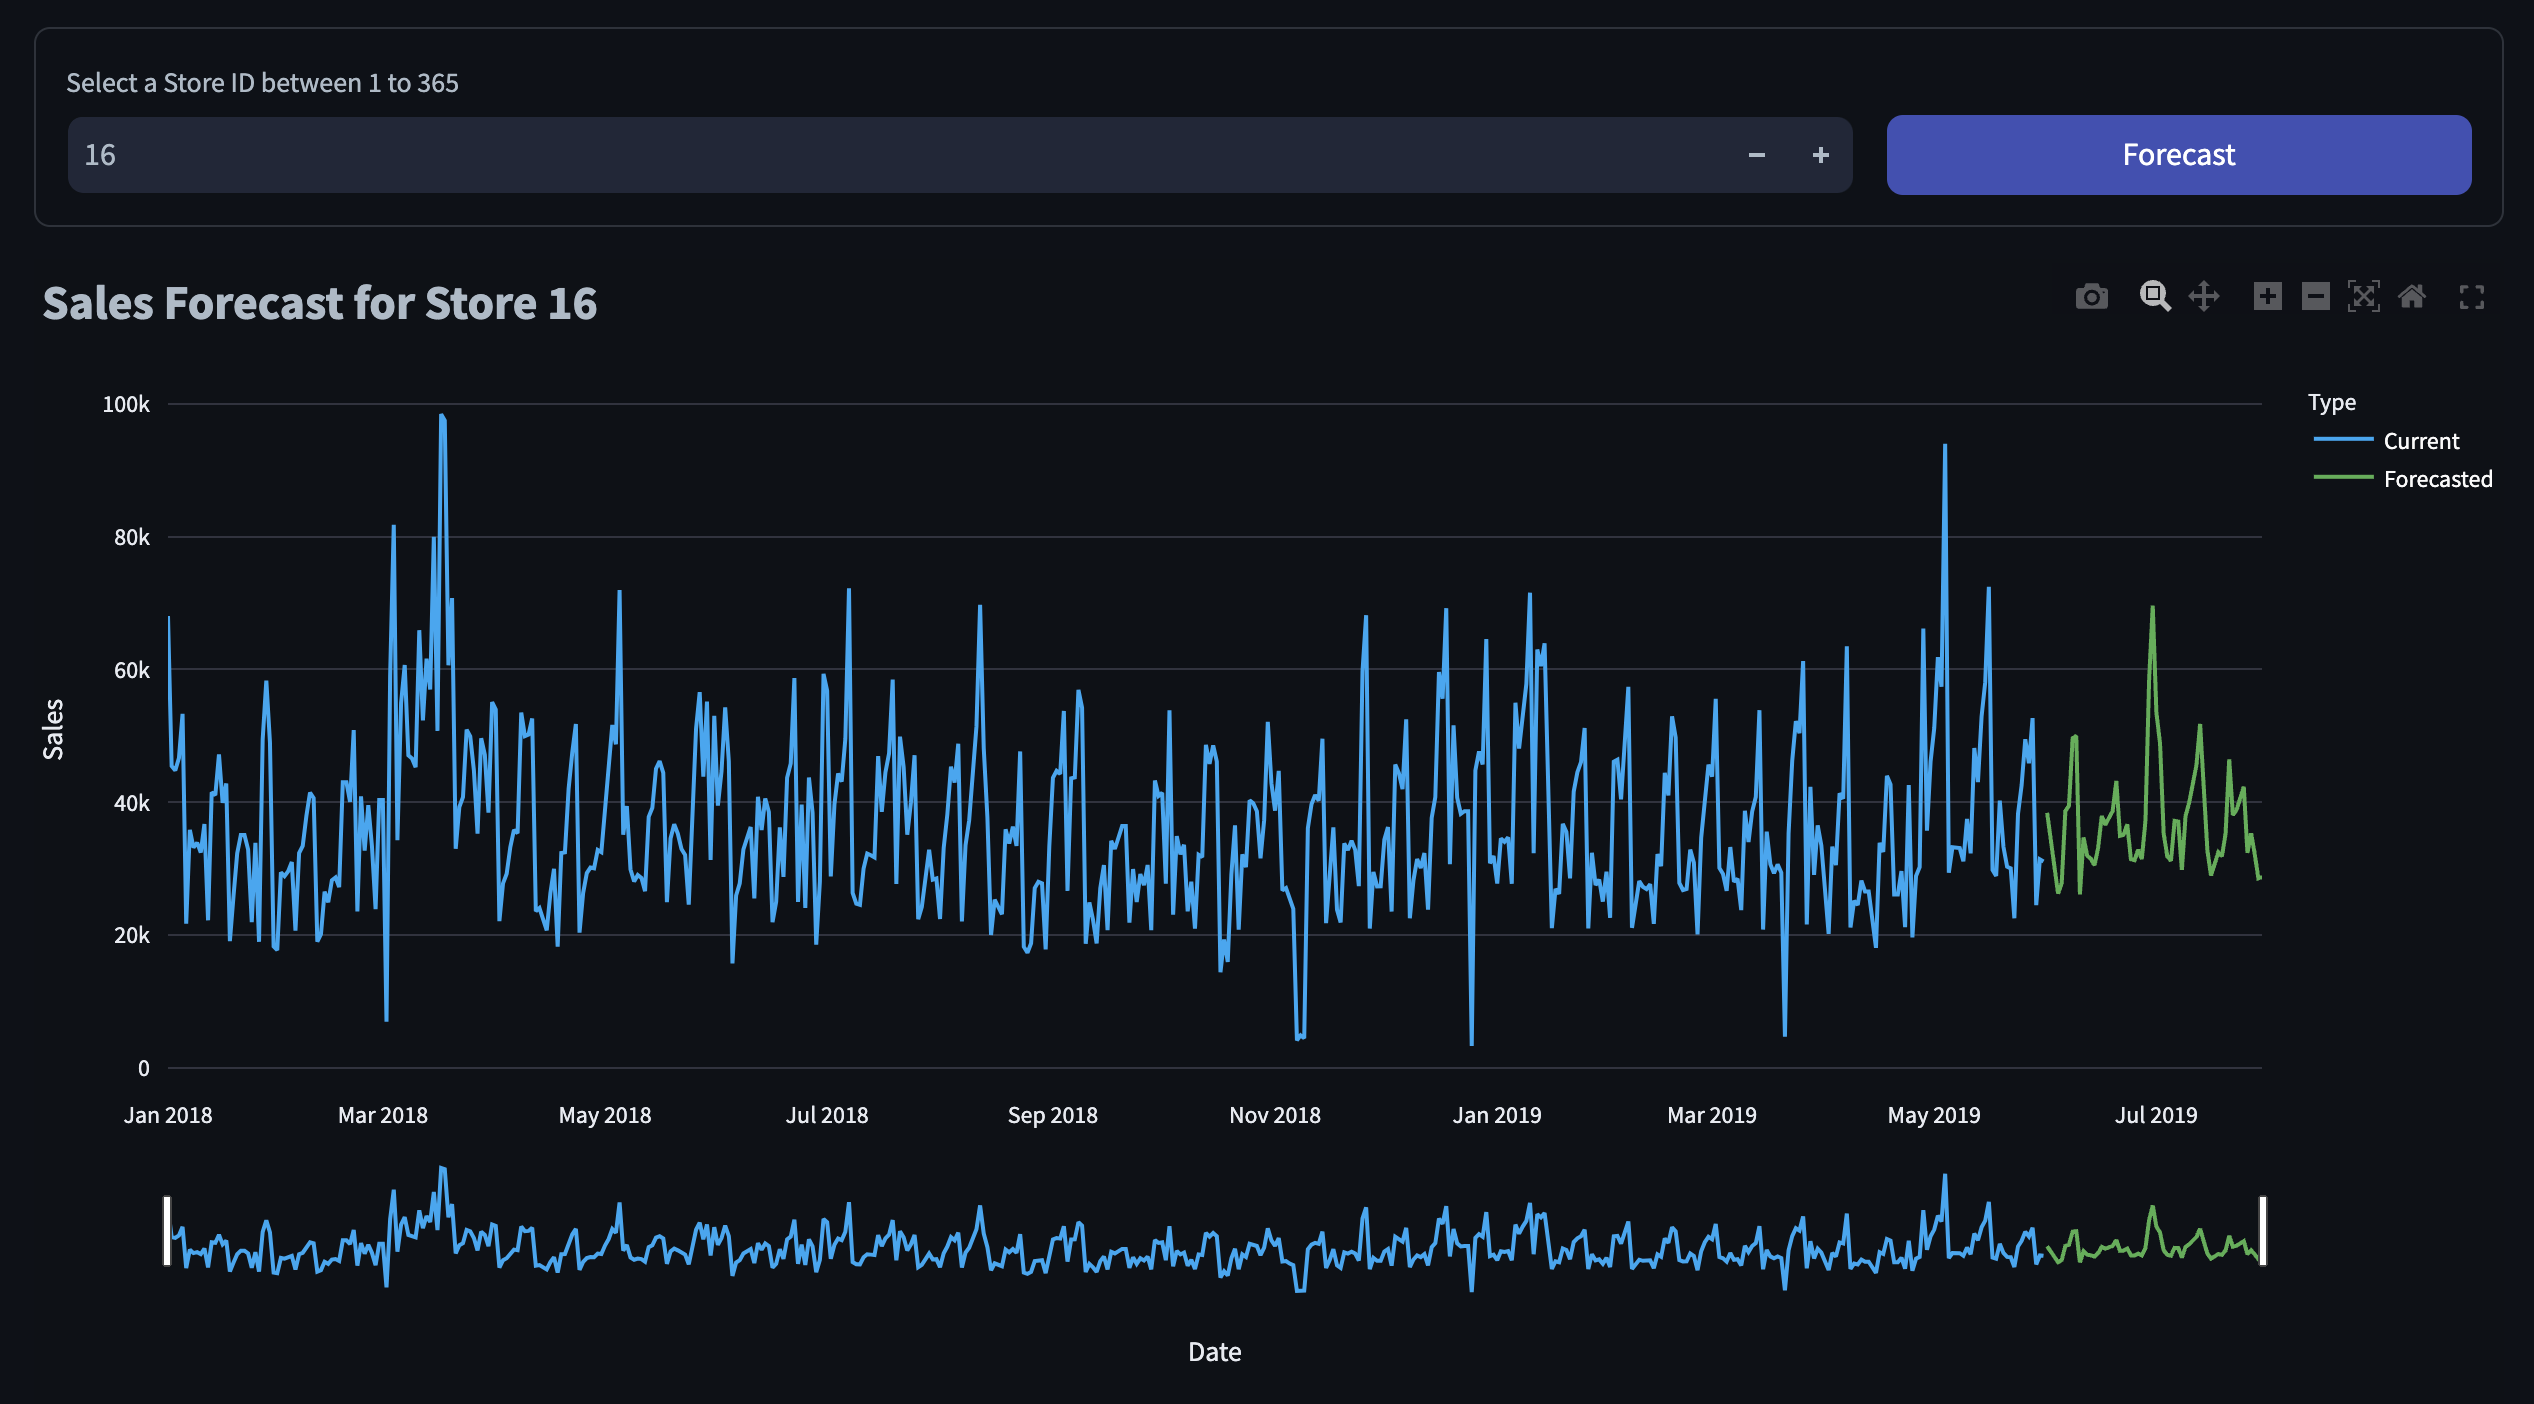 Select a Store ID between 1 to 365
16
Forecast
Sales Forecast for Store 16
Type
Current
Forecasted
100k
80k
60k
40k
20k
0
Sales
Jan 2018 Mar 2018 May 2018 Jul 2018 Sep 2018 Nov 2018 Jan 2019 Mar 2019 May 2019 Jul 2019
Date